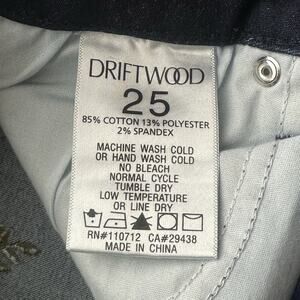 DRIFTWOOD
25
85% COTTON 13% POLYESTER
2% SPANDEX
MACHINE WASH COLD
OR HAND WASH COLD
NO BLEACH
NORMAL CYCLE
TUMBLE DRY
LOW TEMPERATURE
OR LINE DRY
RN#110712 CA#29438
MADE IN CHINA